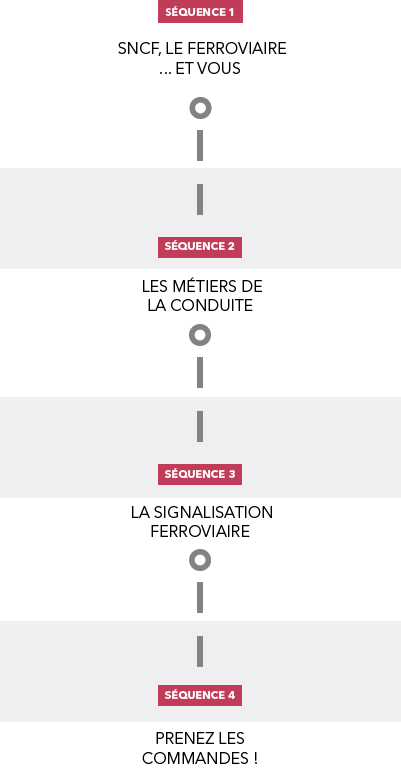 SÉQUENCE 1
SNCF, LE FERROVIAIRE
... ET VOUS
SÉQUENCE 2
LES MÉTIERS DE
LA CONDUITE
SÉQUENCE 3
LA SIGNALISATION
FERROVIAIRE
SÉQUENCE 4
PRENEZ LES
COMMANDES !